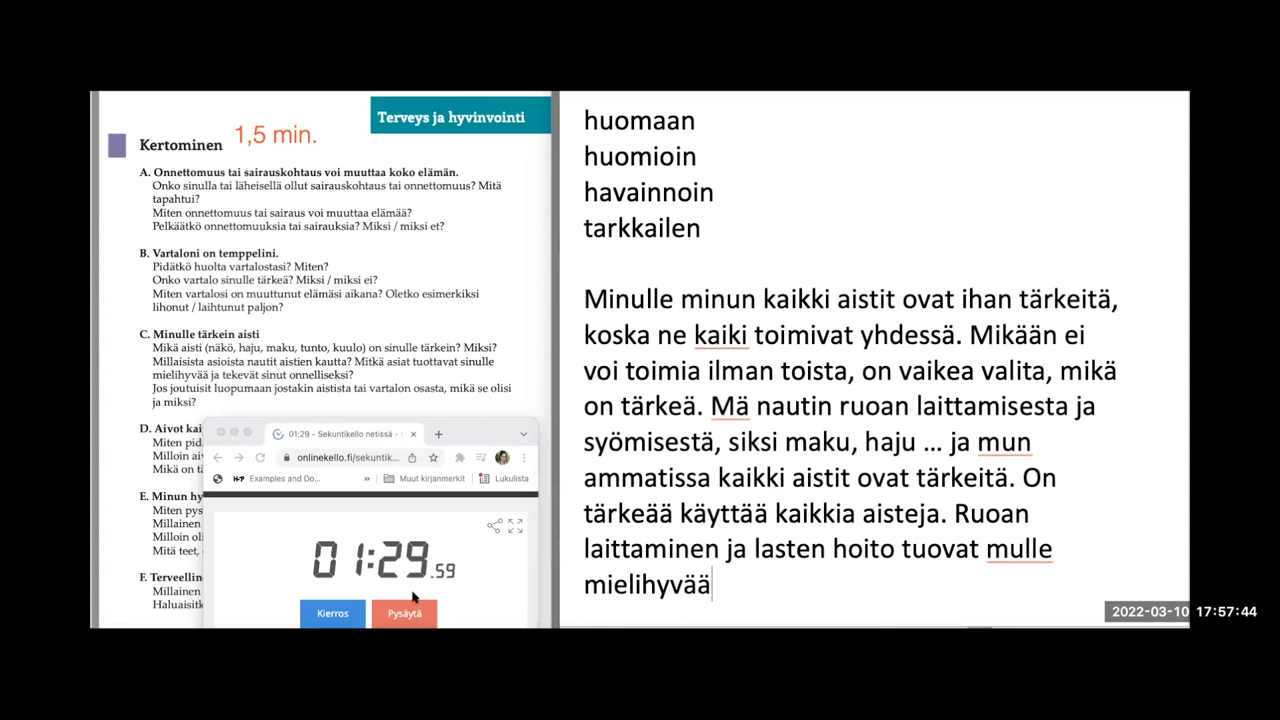 Terveys ja hyvinvointi
Kertominen 1,5 min.
A. Onnettomuus tai sairauskohtaus voi muuttaa koko elämän.
Onko sinulla tai läheisellä ollut sairauskohtaus tai onnettomuus? Mitä
tapahtui?
Miten onnettomuus tai sairaus voi muuttaa elämää?
Pelkäätkö onnettomuuksia tai sairauksia? Miksi / miksi et?
B. Vartaloni on temppelini.
Pidätkö huolta vartalostasi? Miten?
Onko vartalo sinulle tärkeä? Miksi / miksi ei?
Miten vartalosi on muuttunut elämäsi aikana? Oletko esimerkiksi
lihonut / laihtunut paljon?
C. Minulle tärkein aisti
Mikä aisti (näkö, haju, maku, tunto, kuulo) on sinulle tärkein? Miksi?
Millaisista asioista nautit aistien kautta? Mitkä asiat tuottavat sinulle
mielihyvää ja tekevät sinut onnelliseksi?
Jos joutuisit luopumaan jostakin aistista tai vartalon osasta, mikä se olisi
ja miksi?
D. Aivot
Miten
Milloin
Mikä on
E. Minun
Miten
Millainen
Milloin
Mitä teet,
F.
Millainen
01:29 - Sekuntikello netissä -
onlinekello.fi/sekuntik...
Examples and Do... » Muut kirjanmerkit Lukulista
01:29.59
Kierros Pysäytä
huomaan
huomioin
havainnoin
tarkkailen
Minulle minun kaikki aistit ovat ihan tärkeitä,
koska ne kaiki toimivat yhdessä. Mikään ei
voi toimia ilman toista, on vaikea valita, mikä
on tärkeä. Mä nautin ruoan laittamisesta ja
syömisestä, siksi maku, haju … ja mun
ammatissa kaikki aistit ovat tärkeitä. On
tärkeää käyttää kaikkia aisteja. Ruoan
laittaminen ja lasten hoito tuovat mulle
mielihyvää
2022-03-10 17:57:44